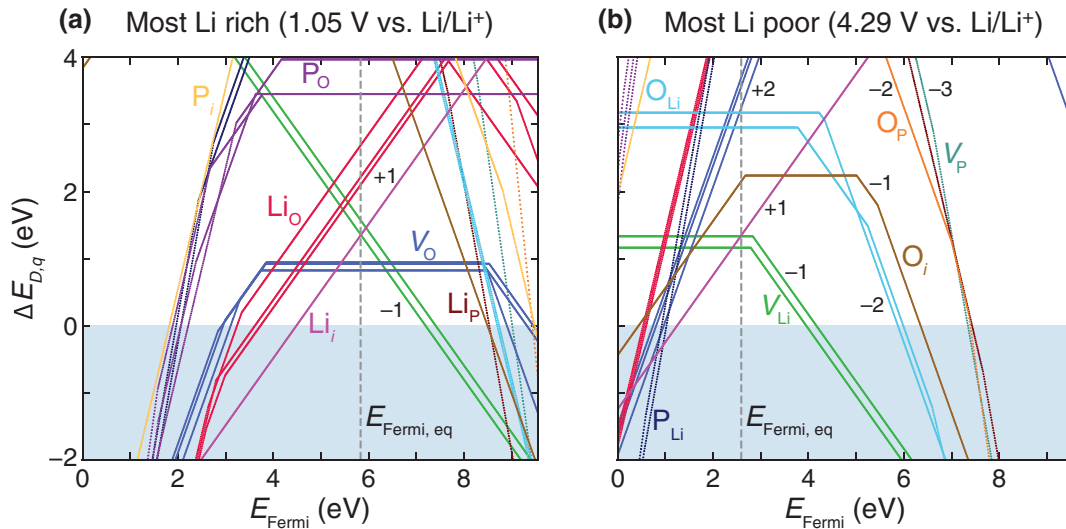 (a) Most Li rich (1.05 V vs. Li/Li⁺)
4
2
0
−2
ΔE_D,q (eV)
P_i
P_O
+1
Li_O
V_O
Li_i
−1
Li_P
E_Fermi, eq
0 2 4 6 8
E_Fermi (eV)
(b) Most Li poor (4.29 V vs. Li/Li⁺)
+2
−2
−3
O_Li
O_P
V_P
−1
+1
O_i
−1
V_Li
−2
P_Li
E_Fermi, eq
0 2 4 6 8
E_Fermi (eV)